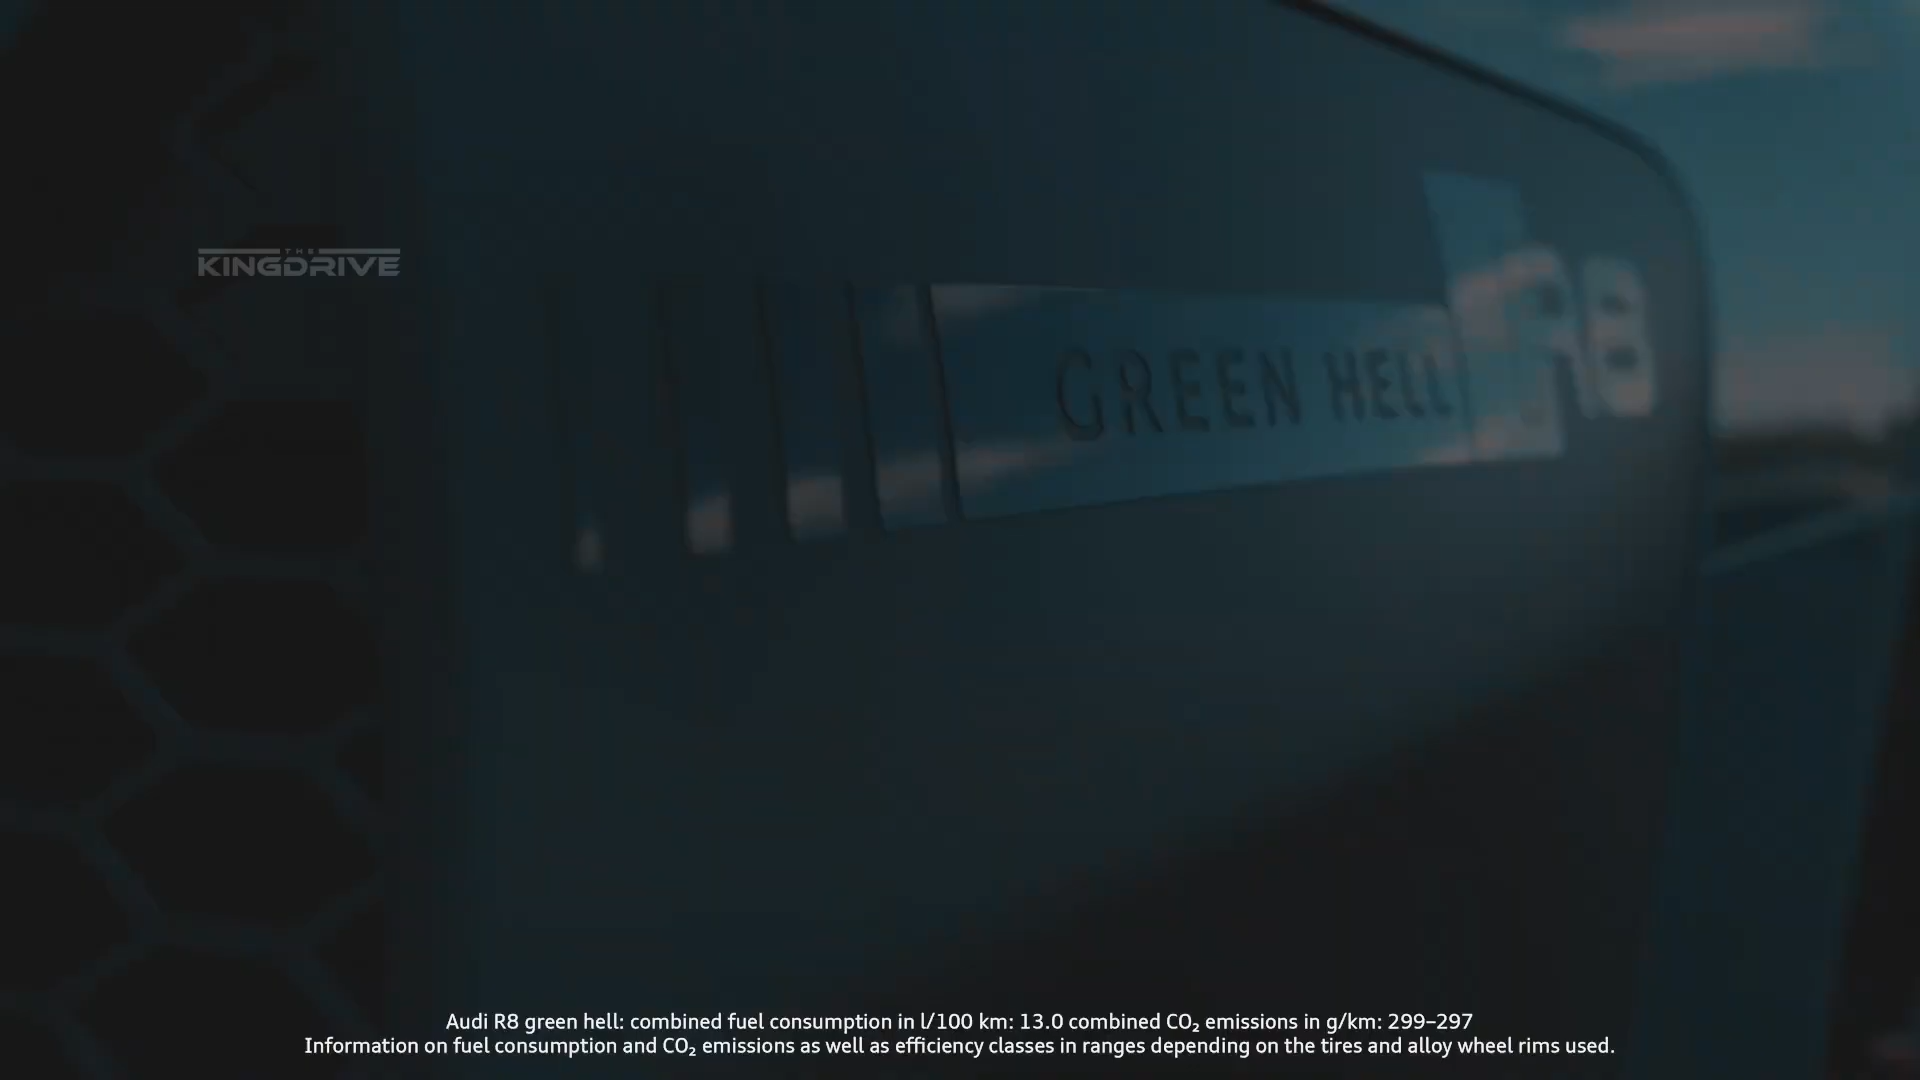 THE
KINGDRIVE
GREEN HELL R8
Audi R8 green hell: combined fuel consumption in l/100 km: 13.0 combined CO₂ emissions in g/km: 299–297
Information on fuel consumption and CO₂ emissions as well as efficiency classes in ranges depending on the tires and alloy wheel rims used.